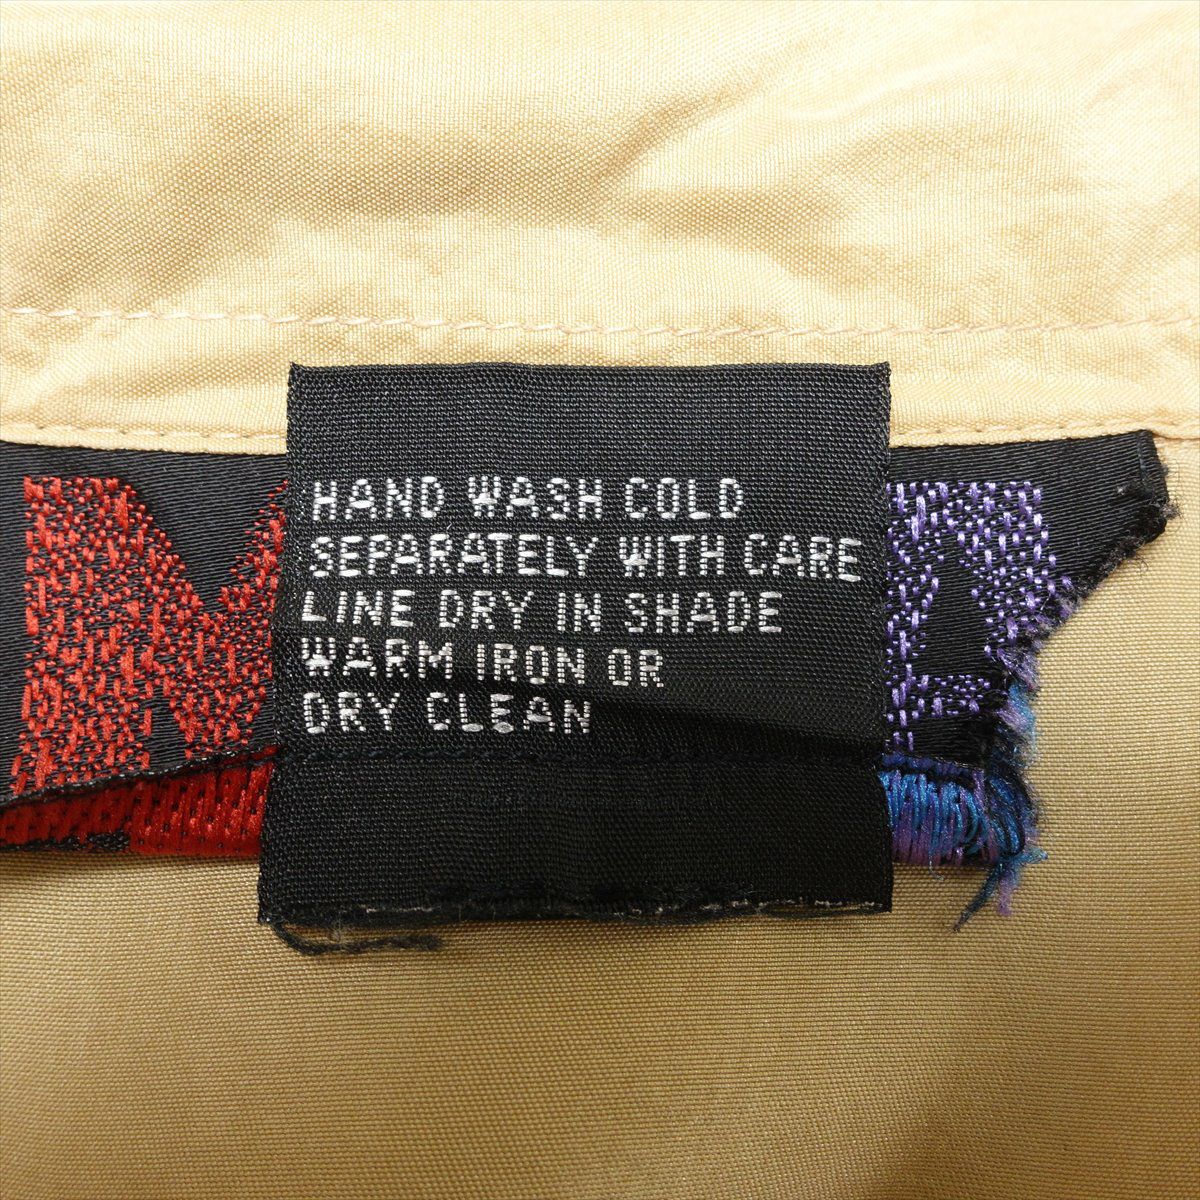 HAND WASH COLD
SEPARATELY WITH CARE
LINE DRY IN SHADE
WARM IRON OR
DRY CLEAN